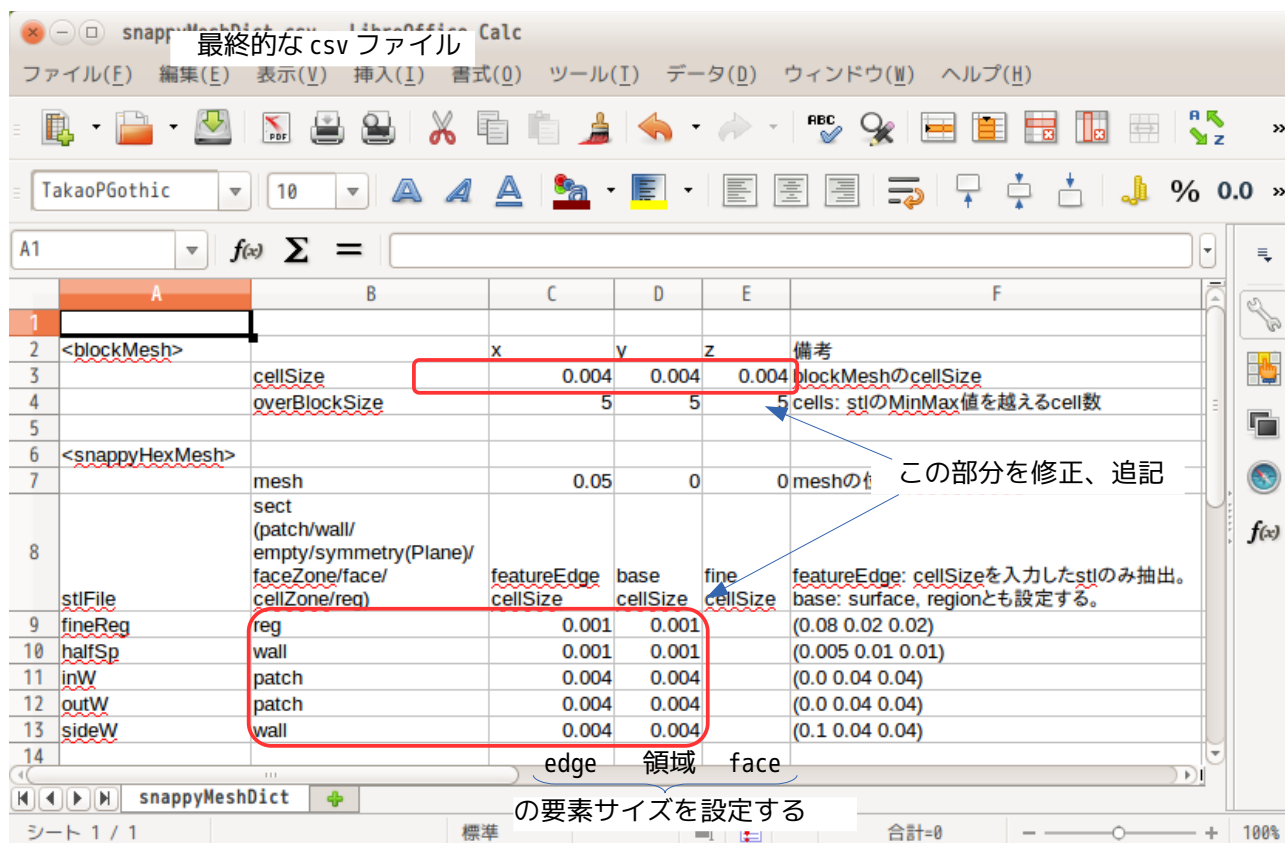 最終的な csv ファイル
Calc
ファイル(F) 編集(E) 表示(V) 挿入(I) 書式(O) ツール(T) データ(D) ウィンドウ(W) ヘルプ(H)
PDF ABC A Z
TakaoPGothic 10 a % 0.0 »
A1 f(x) Σ =
A B C D E F
1
2 <blockMesh> x y z 備考
3 cellSize 0.004 0.004 0.004 blockMeshのcellSize
4 overBlockSize 5 5 5 cells: stlのMinMax値を越えるcell数
5
6 <snappyHexMesh>
7 mesh 0.05 0 0 meshの
この部分を修正、追記
sect
(patch/wall/
empty/symmetry(Plane)/
faceZone/face/ featureEdge base fine featureEdge: cellSizeを入力したstlのみ抽出。
8 stlFile cellZone/reg) cellSize cellSize cellSize base: surface, regionとも設定する。
9 fineReg reg 0.001 0.001 (0.08 0.02 0.02)
10 halfSp wall 0.001 0.001 (0.005 0.01 0.01)
11 inW patch 0.004 0.004 (0.0 0.04 0.04)
12 outW patch 0.004 0.004 (0.0 0.04 0.04)
13 sideW wall 0.004 0.004 (0.1 0.04 0.04)
14
edge 領域 face
の要素サイズを設定する
snappyMeshDict
シート 1 / 1 標準 合計=0 100%